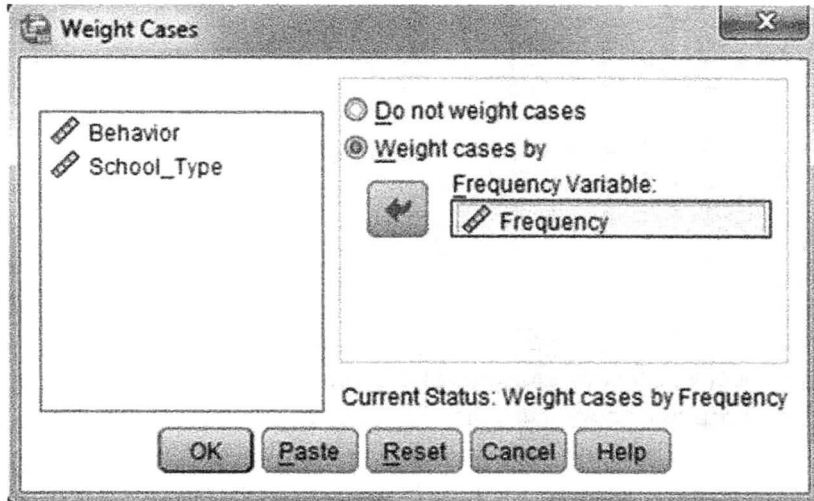 Weight Cases
Behavior
School_Type
Do not weight cases
Weight cases by
Frequency Variable:
Frequency
Current Status: Weight cases by Frequency
OK
Paste
Reset
Cancel
Help